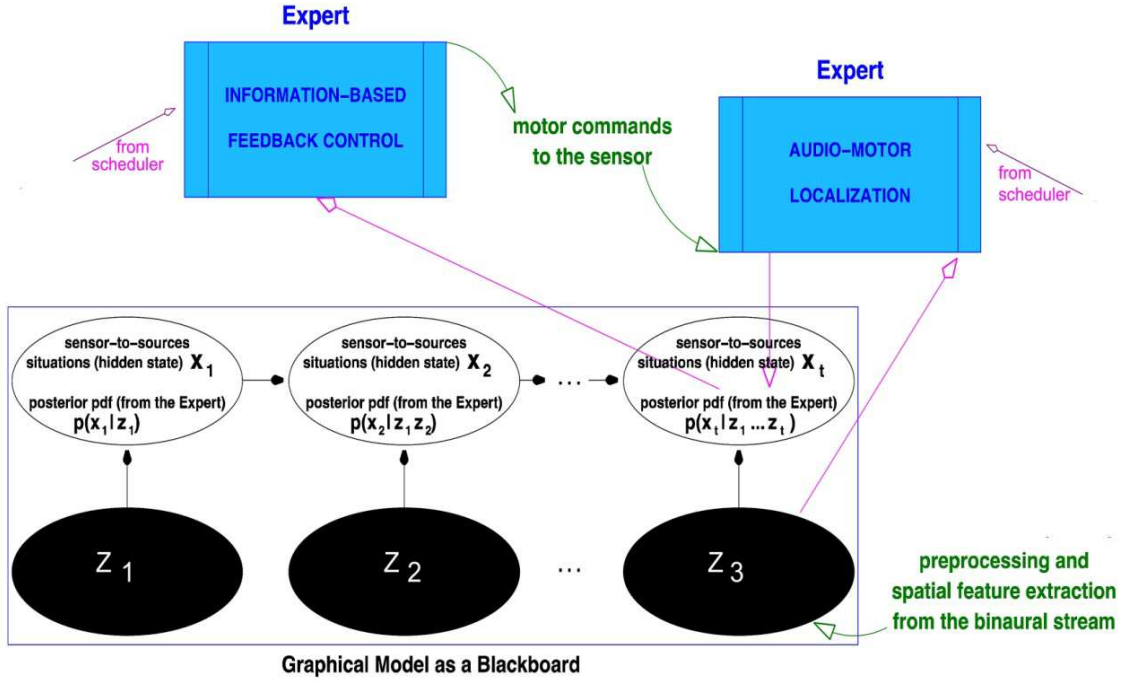 Expert
INFORMATION-BASED
FEEDBACK CONTROL
from
scheduler
motor commands
to the sensor
Expert
AUDIO-MOTOR
LOCALIZATION
from
scheduler
sensor-to-sources
situations (hidden state) X1
posterior pdf (from the Expert)
p(x1|z1)
sensor-to-sources
situations (hidden state) X2
posterior pdf (from the Expert)
p(x2|z1z2)
...
sensor-to-sources
situations (hidden state) Xt
posterior pdf (from the Expert)
p(xt|z1...zt)
Z1
Z2
...
Z3
preprocessing and
spatial feature extraction
from the binaural stream
Graphical Model as a Blackboard